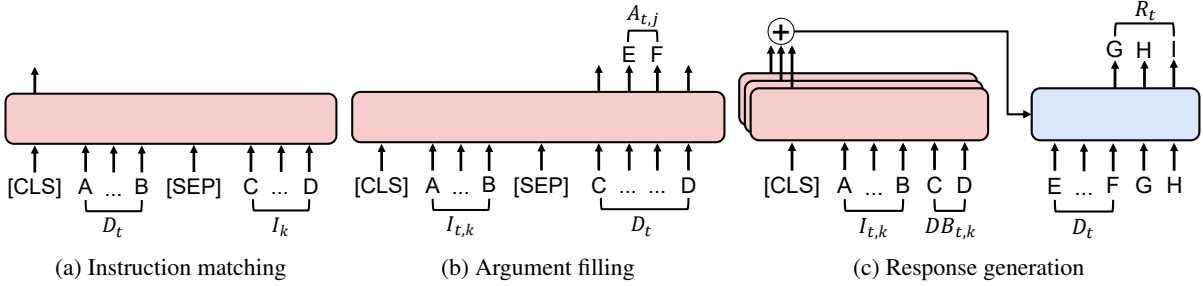 [CLS] A ... B [SEP] C ... D
D_t I_k
(a) Instruction matching
A_{t,j}
E F
[CLS] A ... B [SEP] C ... ... D
I_{t,k} D_t
(b) Argument filling
+
R_t
G H I
[CLS] A ... B C D
I_{t,k} DB_{t,k}
E ... F G H
D_t
(c) Response generation